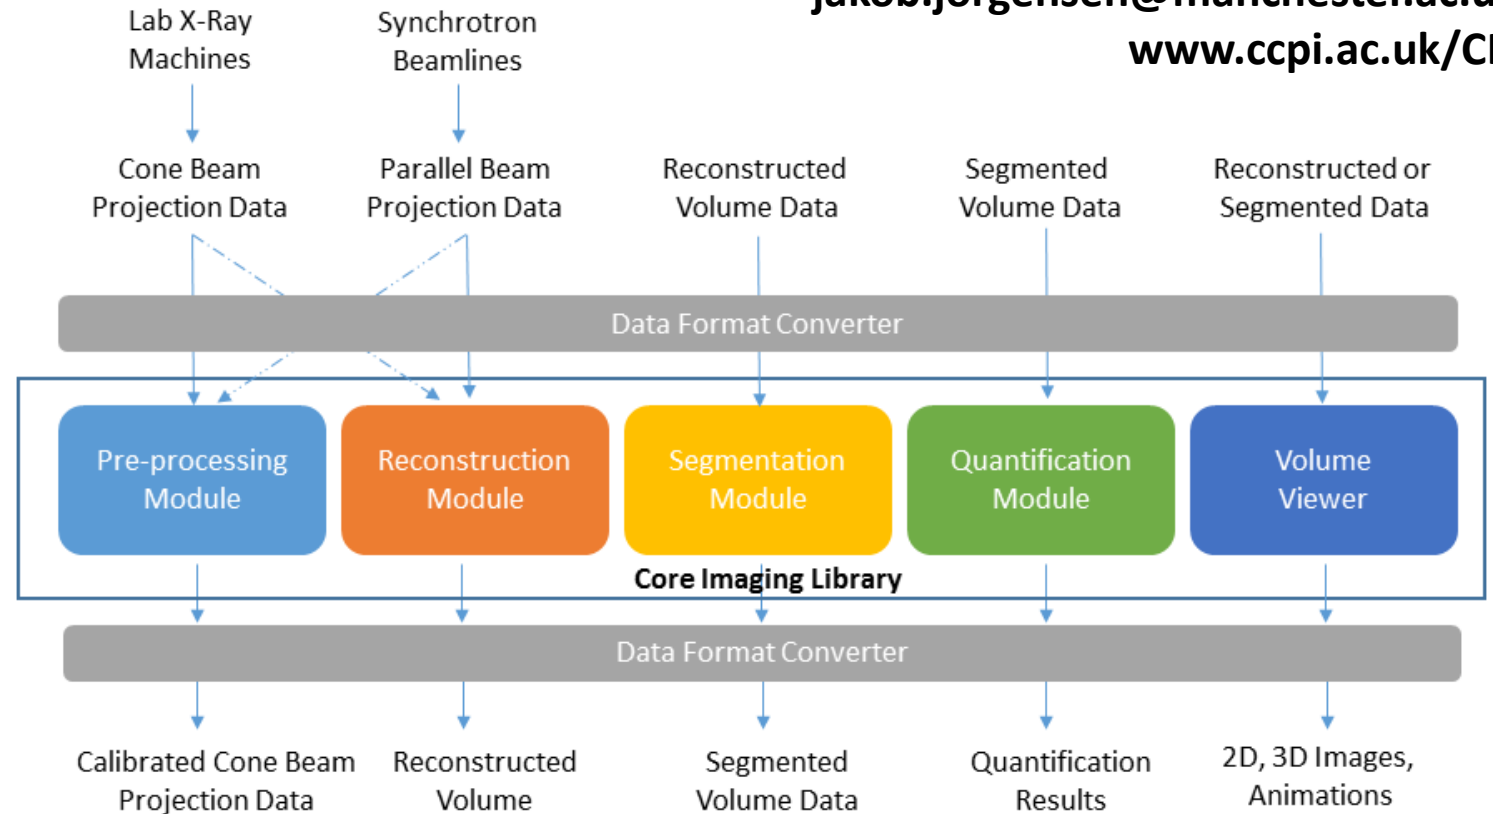 www.ccpi.ac.uk/CI
Lab X-Ray
Machines
Synchrotron
Beamlines
Cone Beam
Projection Data
Parallel Beam
Projection Data
Reconstructed
Volume Data
Segmented
Volume Data
Reconstructed or
Segmented Data
Data Format Converter
Pre-processing
Module
Reconstruction
Module
Segmentation
Module
Quantification
Module
Volume
Viewer
Core Imaging Library
Data Format Converter
Calibrated Cone Beam
Projection Data
Reconstructed
Volume
Segmented
Volume Data
Quantification
Results
2D, 3D Images,
Animations